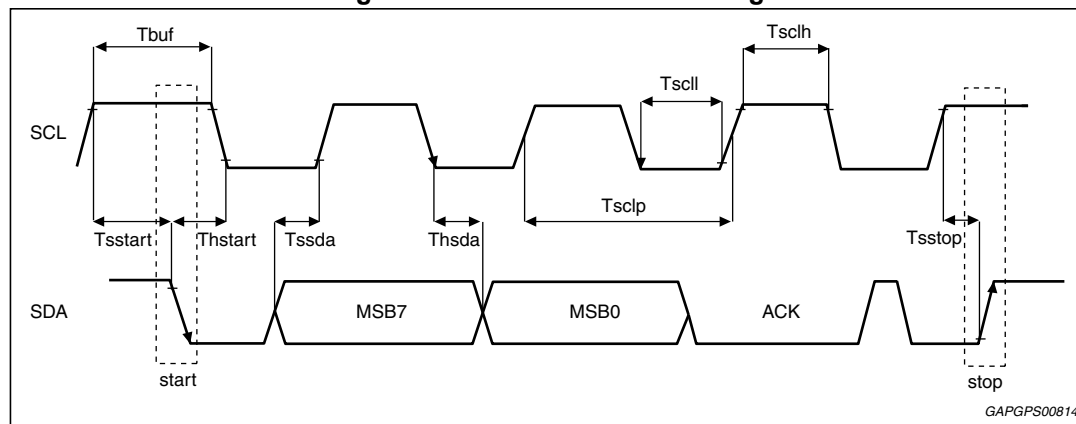 Tbuf
Tsclh
Tscll
SCL
Tsclp
Tsstart
Thstart
Tssda
Thsda
Tsstop
SDA
MSB7
MSB0
ACK
start
stop
GAPGPS00814